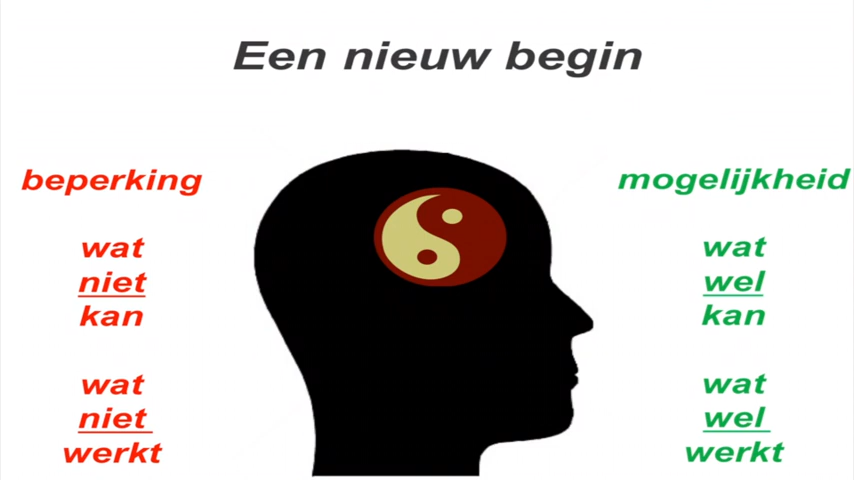 Een nieuw begin
beperking
wat
niet
kan
wat
niet
werkt
mogelijkheid
wat
wel
kan
wat
wel
werkt